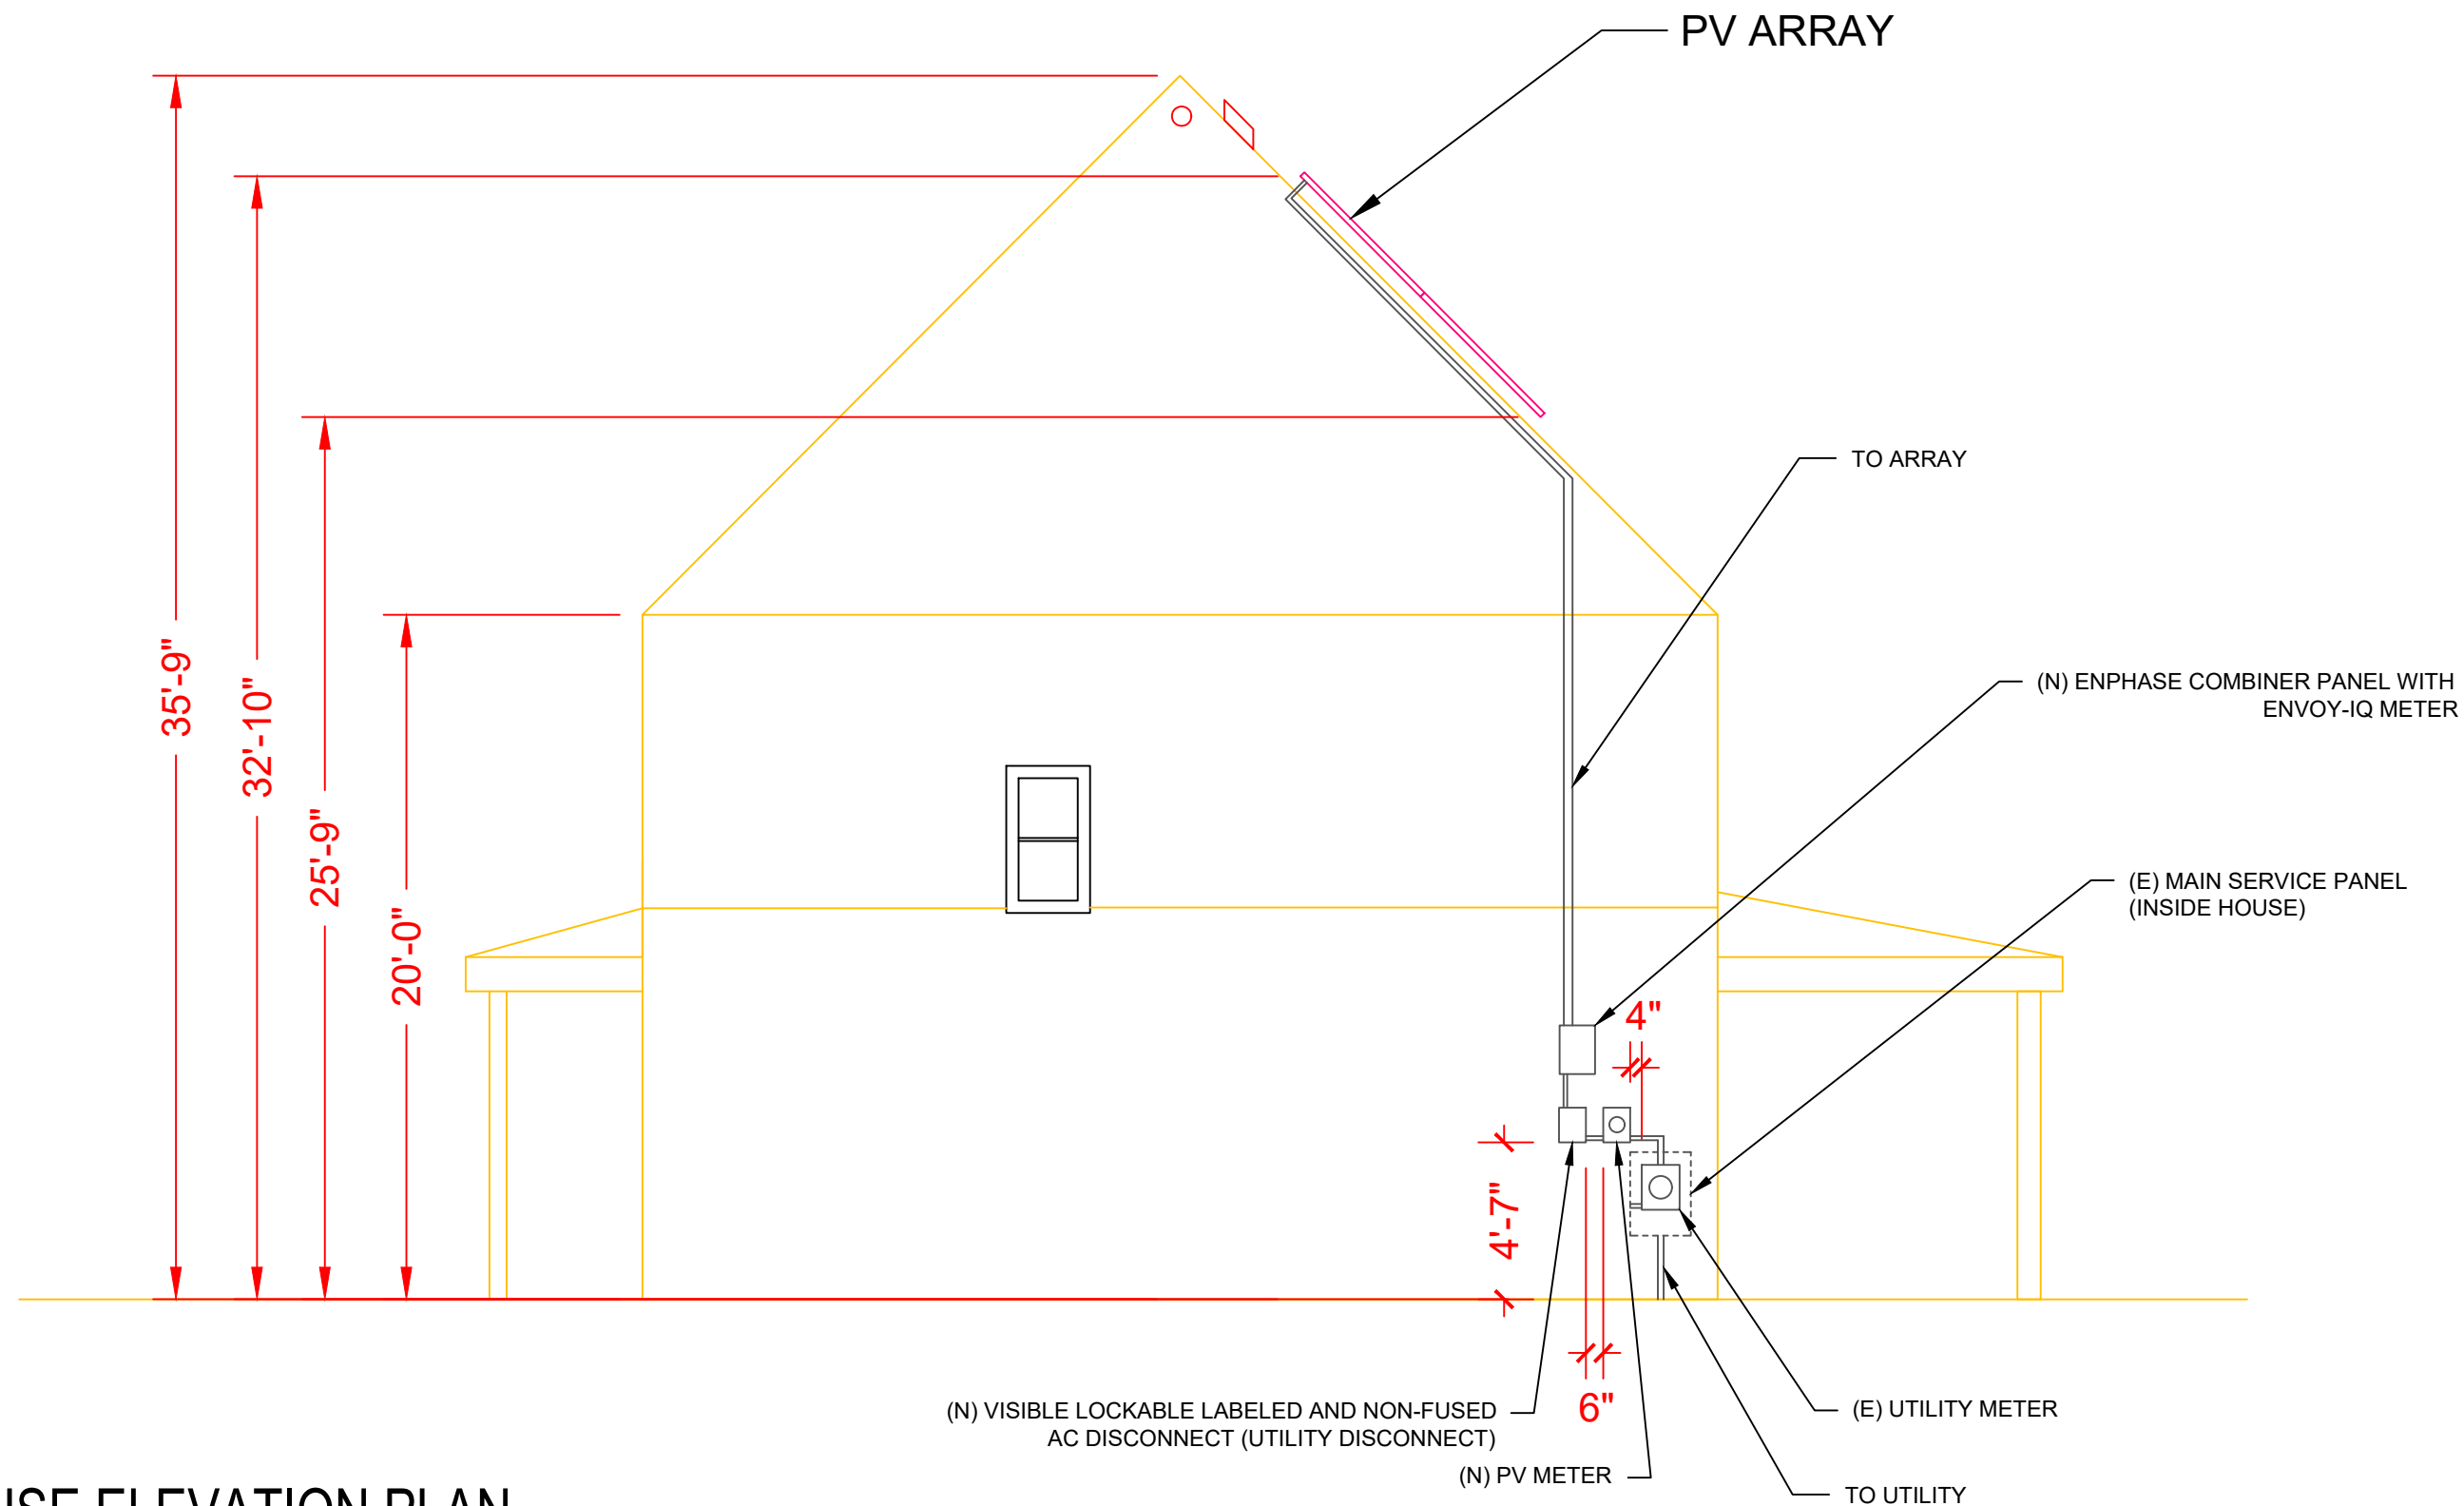 PV ARRAY
TO ARRAY
(N) ENPHASE COMBINER PANEL WITH
ENVOY-IQ METER
35'-9"
32'-10"
25'-9"
20'-0"
(E) MAIN SERVICE PANEL
(INSIDE HOUSE)
4"
4'-7"
6"
(N) VISIBLE LOCKABLE LABELED AND NON-FUSED
AC DISCONNECT (UTILITY DISCONNECT)
(E) UTILITY METER
(N) PV METER
TO UTILITY
ELEVATION PLAN